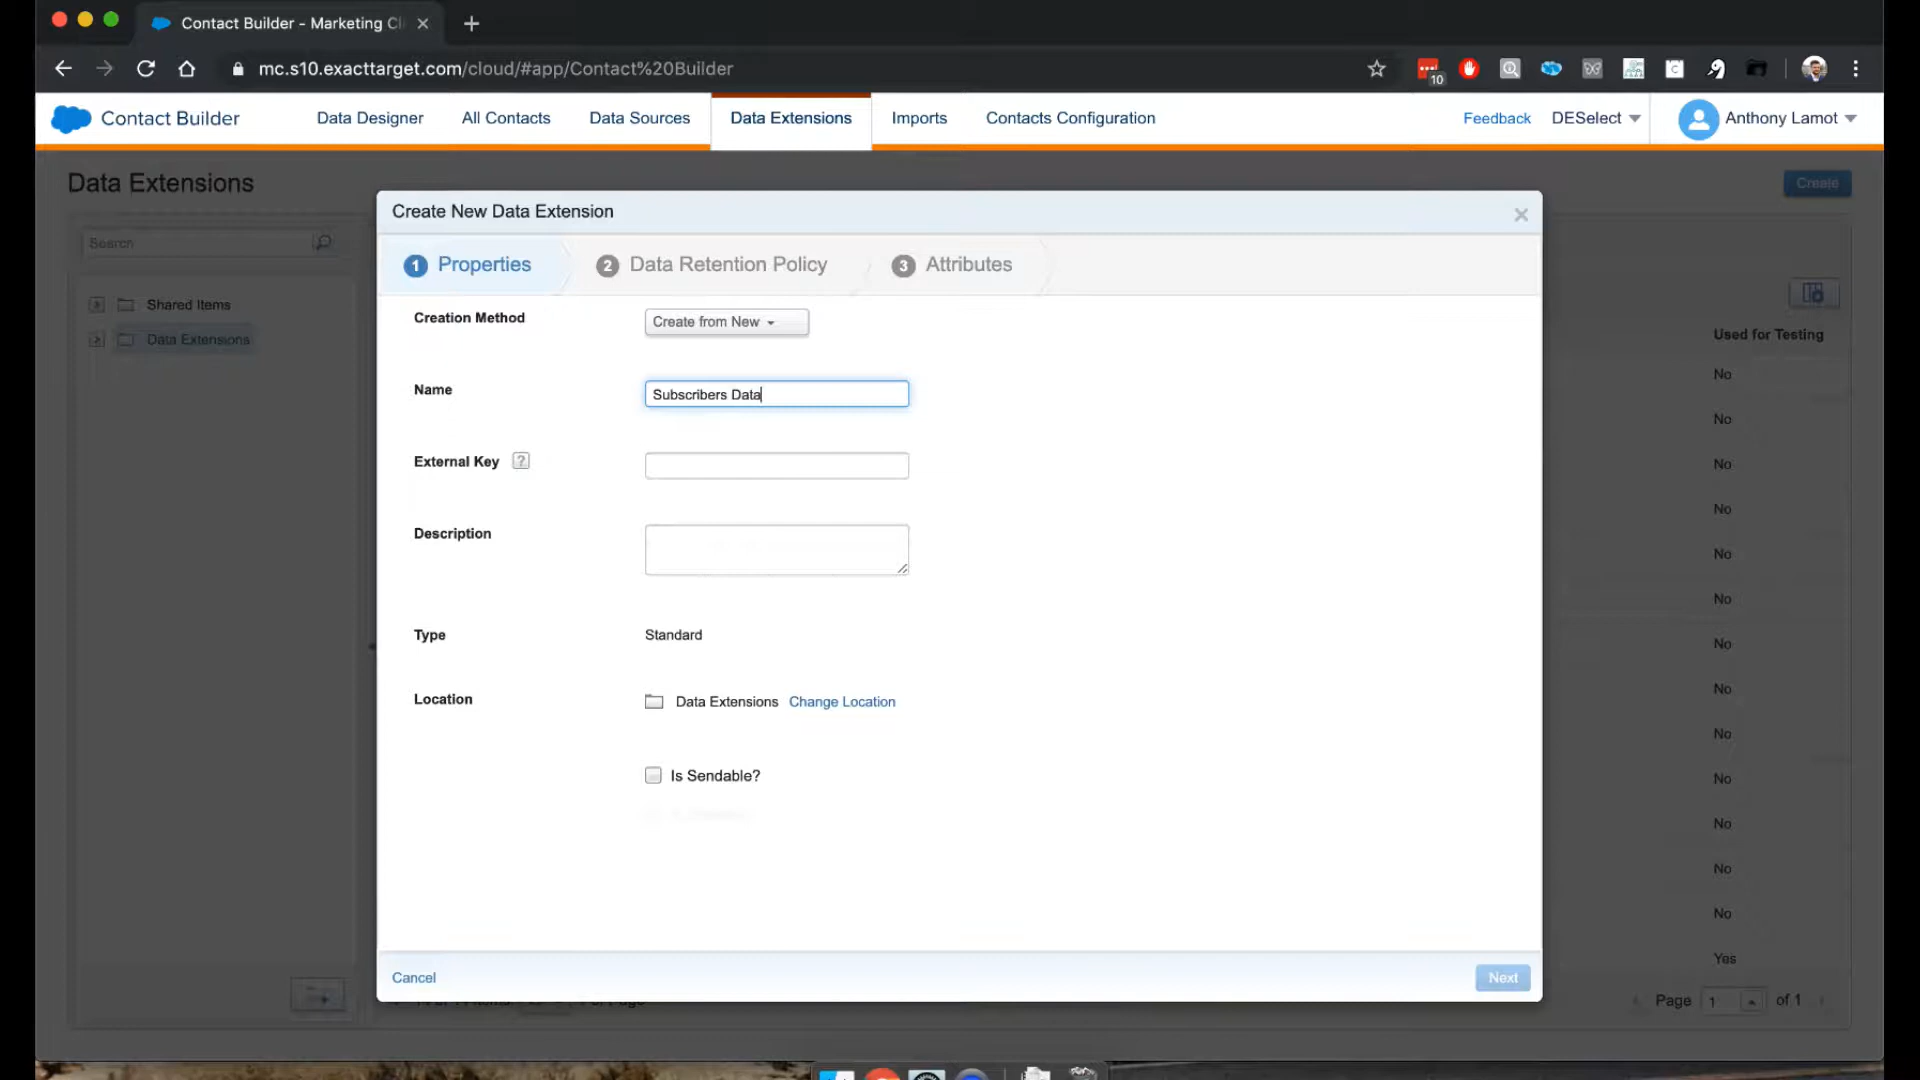 Contact Builder - Marketing Cl
mc.s10.exacttarget.com/cloud/#app/Contact%20Builder
10
Contact Builder
Data Designer
All Contacts
Data Sources
Data Extensions
Imports
Contacts Configuration
Feedback
DESelect
Anthony Lamot
Data Extensions
Create
Search
Shared Items
Data Extensions
Create New Data Extension
1 Properties
2 Data Retention Policy
3 Attributes
Creation Method
Create from New
Name
Subscribers Data
External Key ?
Description
Type
Standard
Location
Data Extensions
Change Location
Is Sendable?
Cancel
Next
Used for Testing
No
No
No
No
No
No
No
No
No
No
No
No
No
Yes
Page 1 of 1